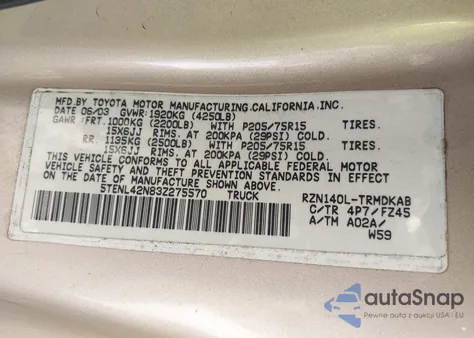 MFD.BY TOYOTA MOTOR MANUFACTURING.CALIFORNIA,INC.
DATE 06/03 GVWR:1920KG (4250LB)
GAWR: FRT.1000KG (2200LB) WITH P205/75R15 TIRES.
15X6JJ RIMS. AT 200KPA (29PSI) COLD.
RR. 1195KG (2500LB) WITH P205/75R15 TIRES.
15X6JJ RIMS. AT 200KPA (29PSI) COLD.
THIS VEHICLE CONFORMS TO ALL APPLICABLE FEDERAL MOTOR
VEHICLE SAFETY AND THEFT PREVENTION STANDARDS IN
EFFECT ON THE DATE OF MANUFACTURE SHOWN ABOVE.
5TENL42N83Z275570 TRUCK RZN140L-TRMDKAB
C/TR 4P7/FZ45
A/TM A02A/
W59
autoSnap
Pewne auta z aukcji USA i EU